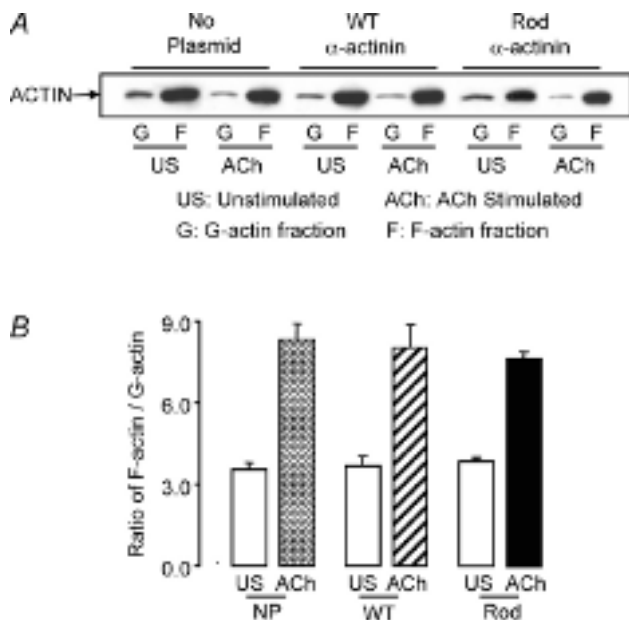 A
No Plasmid
WT α-actinin
Rod α-actinin
ACTIN
G F G F G F G F G F G F
US ACh US ACh US ACh
US: Unstimulated ACh: ACh Stimulated
G: G-actin fraction F: F-actin fraction
B
Ratio of F-actin / G-actin
9.0
6.0
3.0
0.0
US ACh US ACh US ACh
NP WT Rod